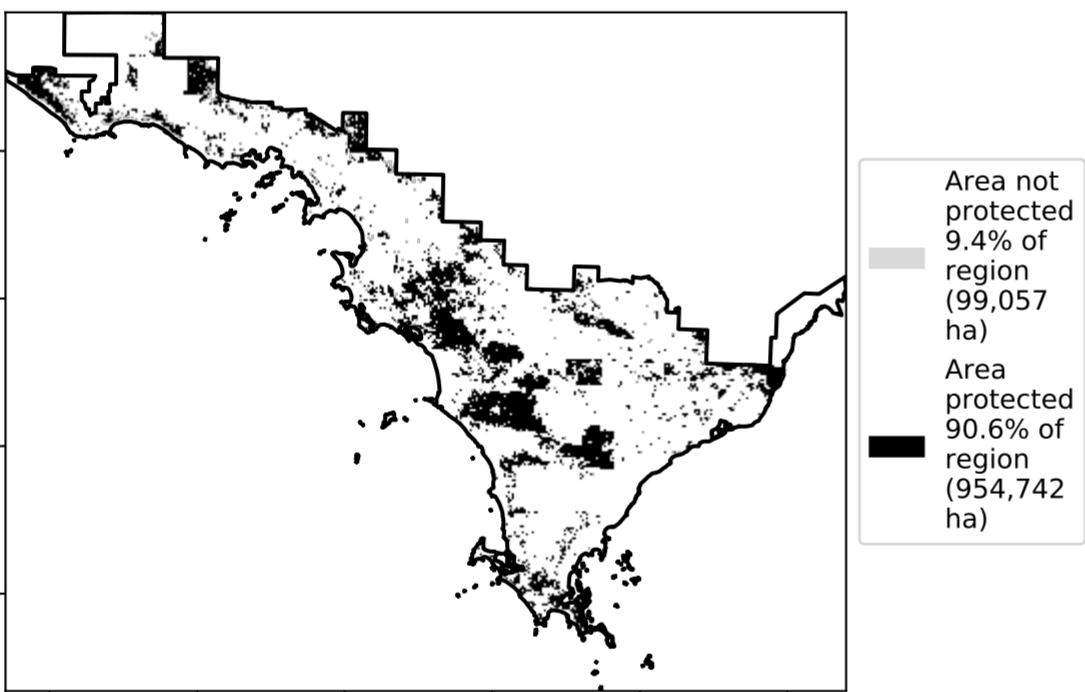 Area not
protected
9.4% of
region
(99,057
ha)
Area
protected
90.6% of
region
(954,742
ha)